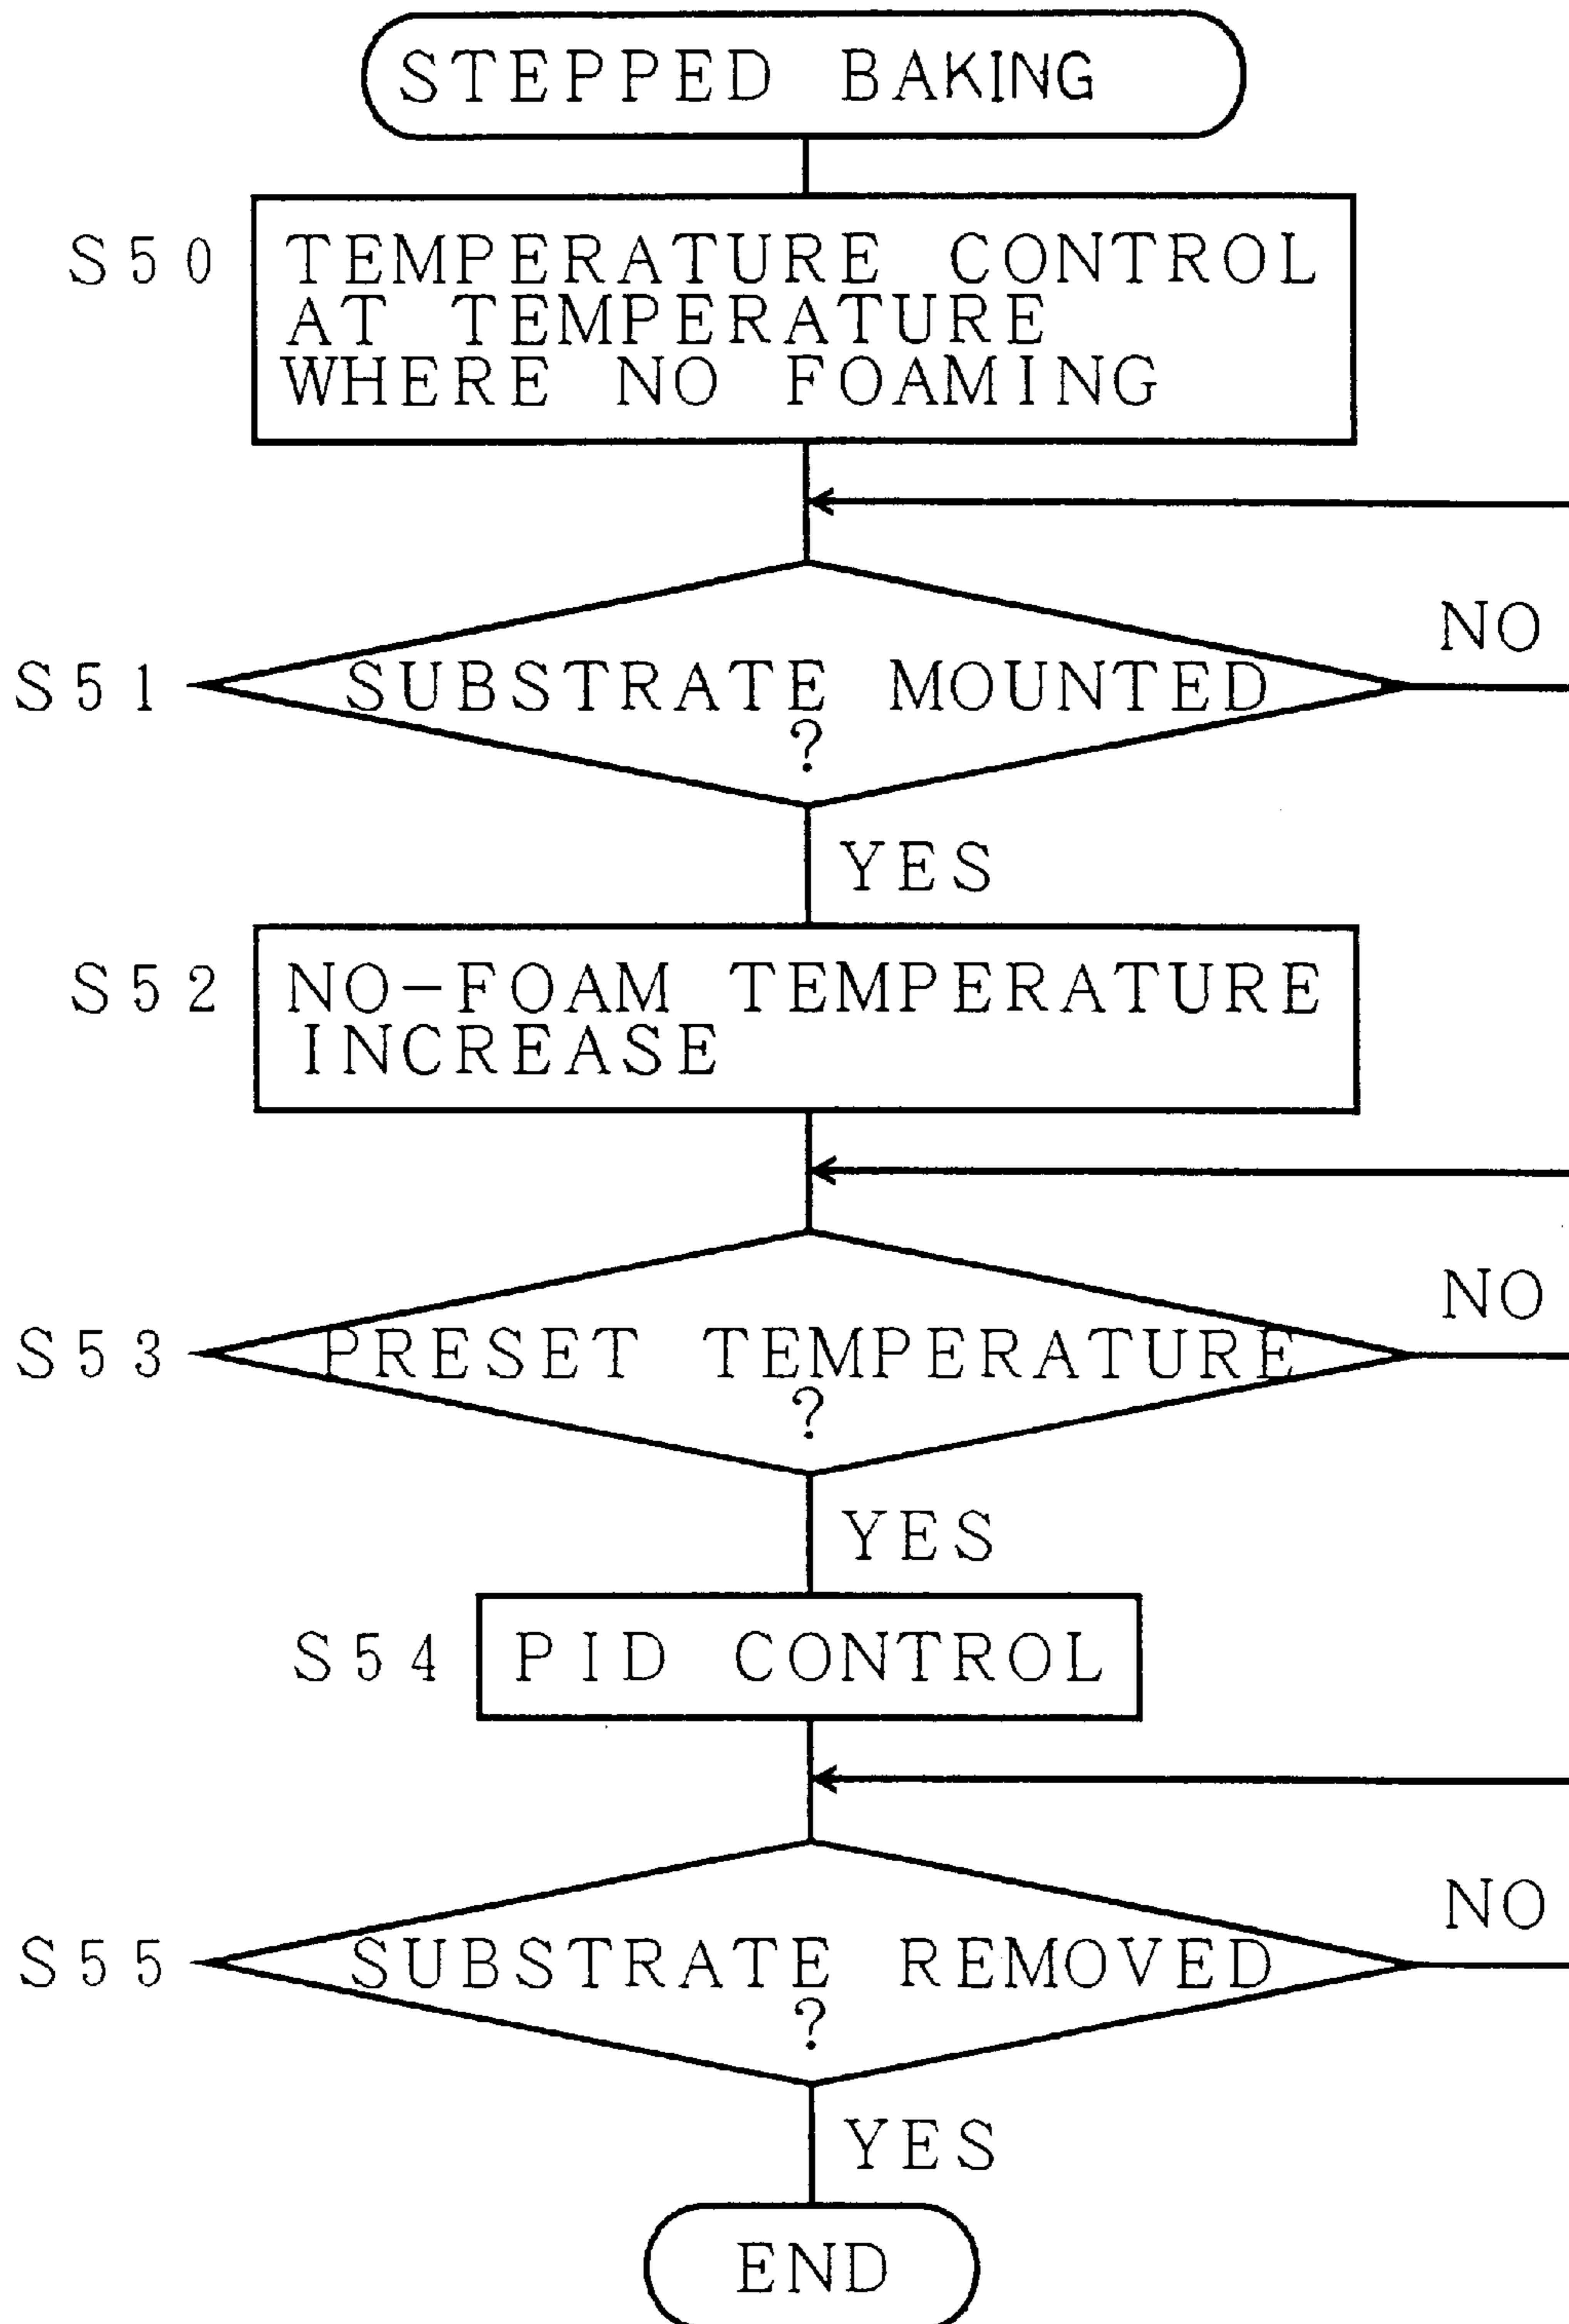 STEPPED BAKING
S50
TEMPERATURE CONTROL
AT TEMPERATURE
WHERE NO FOAMING
NO
S51
SUBSTRATE MOUNTED
?
YES
S52
NO-FOAM TEMPERATURE
INCREASE
NO
S53
PRESET TEMPERATURE
?
YES
S54
PID CONTROL
NO
S55
SUBSTRATE REMOVED
?
YES
END